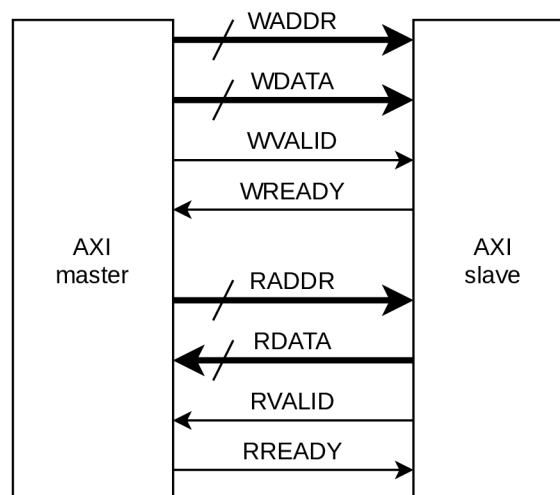 WADDR
WDATA
WVALID
WREADY
AXI
master
AXI
slave
RADDR
RDATA
RVALID
RREADY